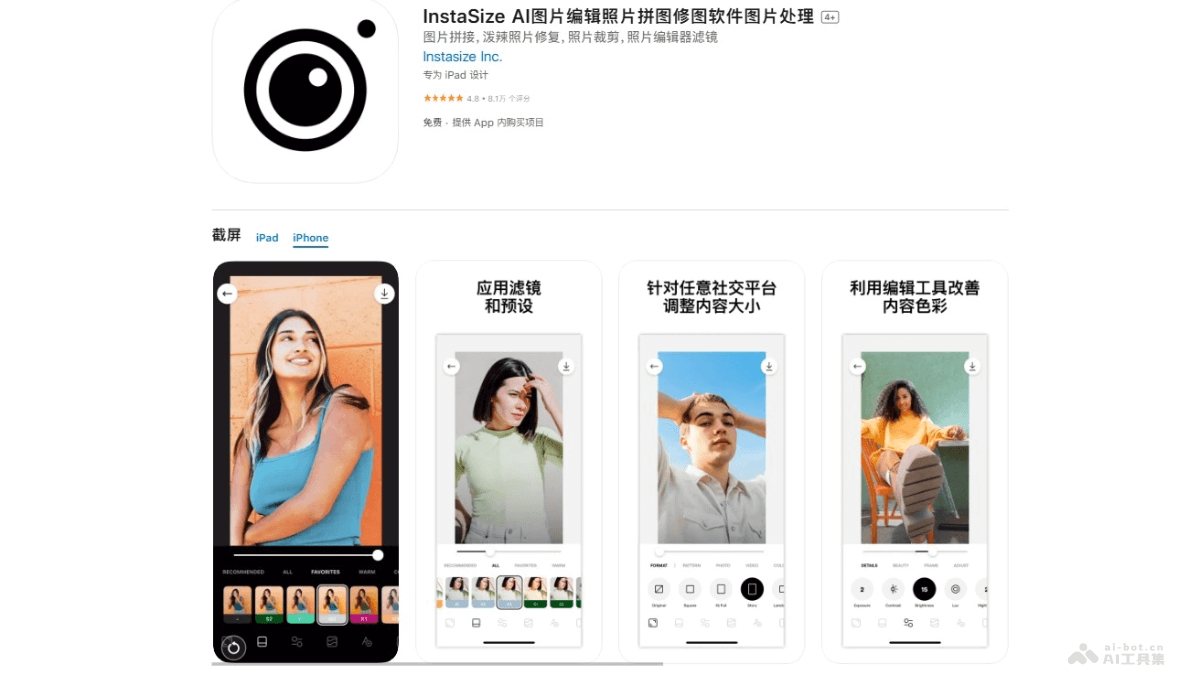 InstaSize AI图片编辑照片拼图修图软件图片处理 4+
图片拼接, 泼辣照片修复, 照片裁剪, 照片编辑器滤镜
Instasize Inc.
专为 iPad 设计
★★★★★ 4.8 • 8.1万 个评分
免费 · 提供 App 内购买项目
截屏 iPad iPhone
RECOMMENDED ALL FAVORITES WARM
应用滤镜
和预设
RECOMMENDED ALL FAVORITES WARM
针对任意社交平台
调整内容大小
FORMAT PATTERN PHOTO VIDEO
Original Square IG Full Story
利用编辑工具改善
内容色彩
DETAILS BEAUTY FRAME ADJUST
2 15
Exposure Contrast Brightness Lux
ai-bot.cn
AI工具集